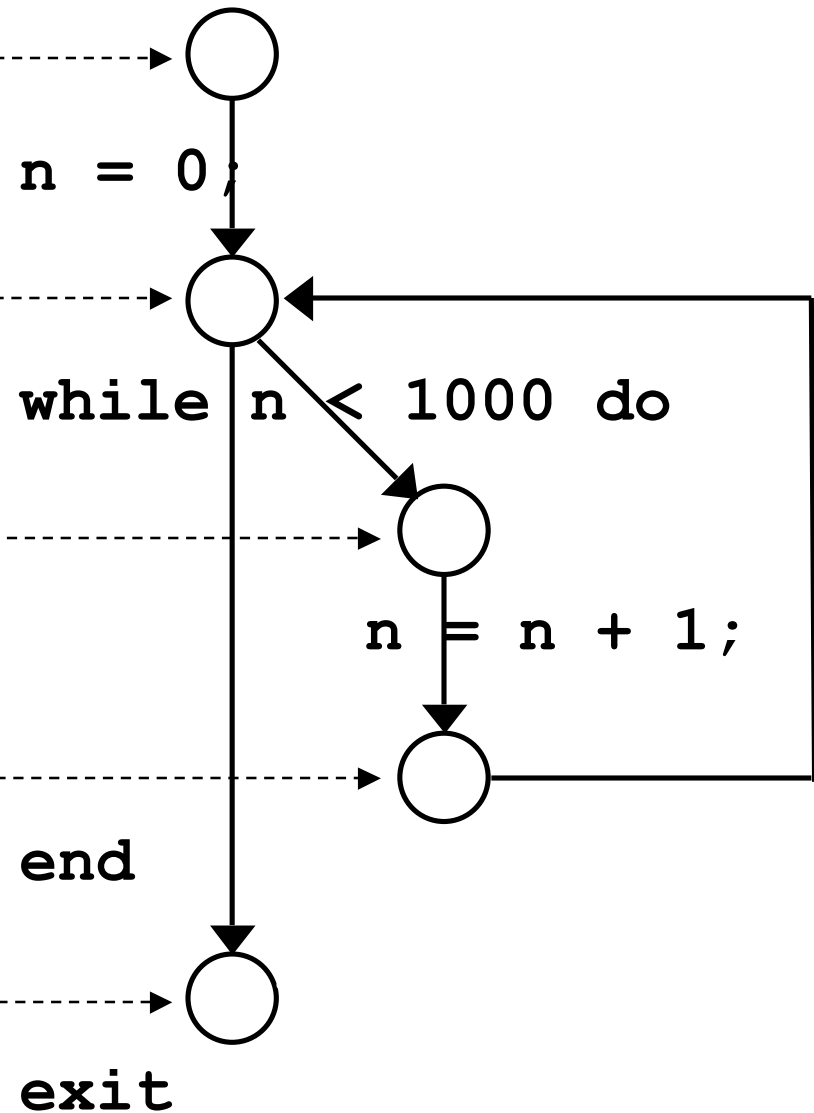 n = 0;
while n < 1000 do
n = n + 1;
end
exit